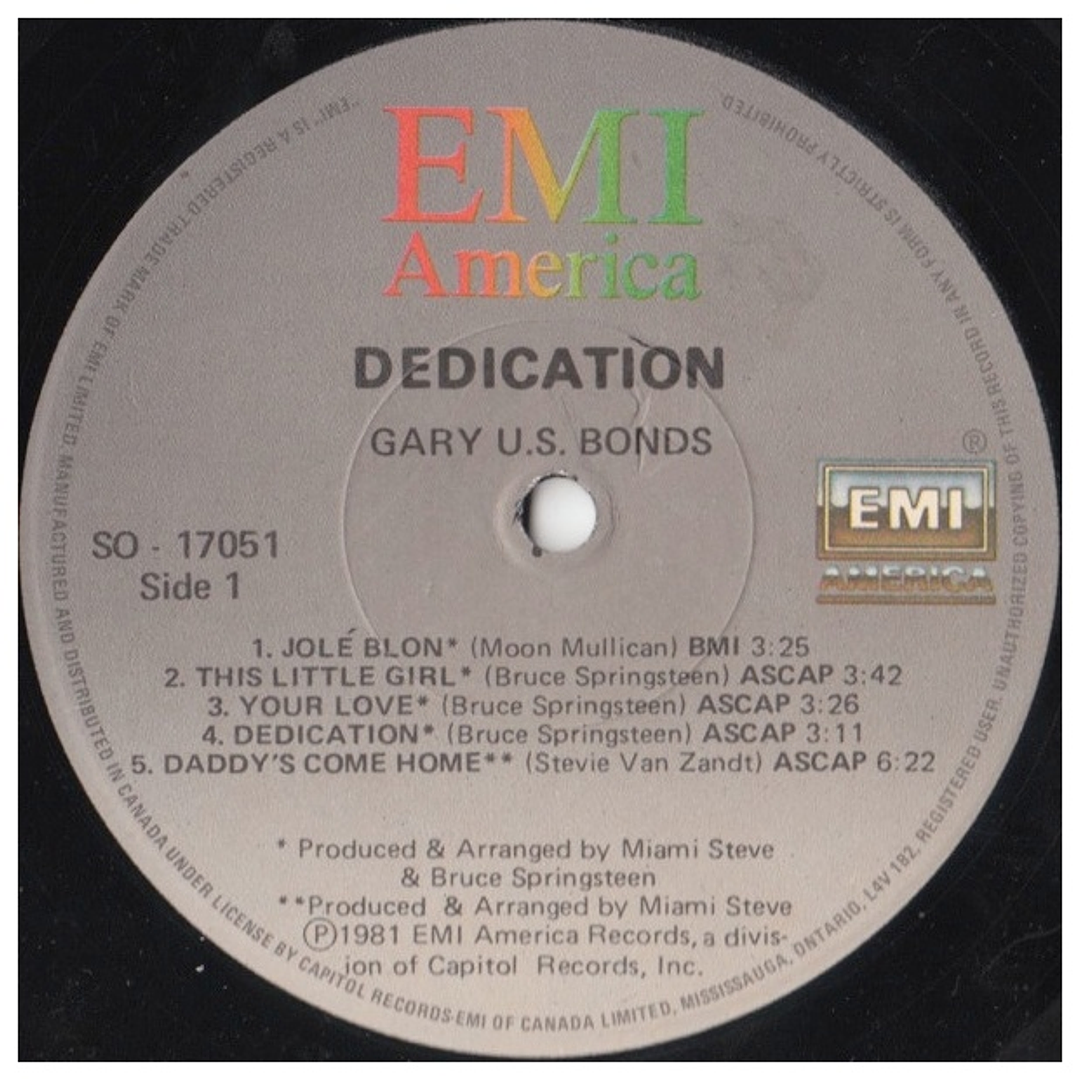 EMI
America
DEDICATION
GARY U.S. BONDS
®
EMI
AMERICA
SO - 17051
Side 1
1. JOLÉ BLON* (Moon Mullican) BMI 3:25
2. THIS LITTLE GIRL* (Bruce Springsteen) ASCAP 3:42
3. YOUR LOVE* (Bruce Springsteen) ASCAP 3:26
4. DEDICATION* (Bruce Springsteen) ASCAP 3:11
5. DADDY'S COME HOME** (Stevie Van Zandt) ASCAP 6:22
* Produced & Arranged by Miami Steve
& Bruce Springsteen
**Produced & Arranged by Miami Steve
Ⓟ1981 EMI America Records, a divis-
ion of Capitol Records, Inc.
"EMI" IS A REGISTERED TRADE MARK OF EMI LIMITED. MANUFACTURED AND DISTRIBUTED IN CANADA UNDER LICENSE BY CAPITOL RECORDS-EMI OF CANADA LIMITED, MISSISSAUGA, ONTARIO, L4V 1B2, REGISTERED USER. UNAUTHORIZED COPYING OF THIS RECORD IN ANY FORM IS STRICTLY PROHIBITED